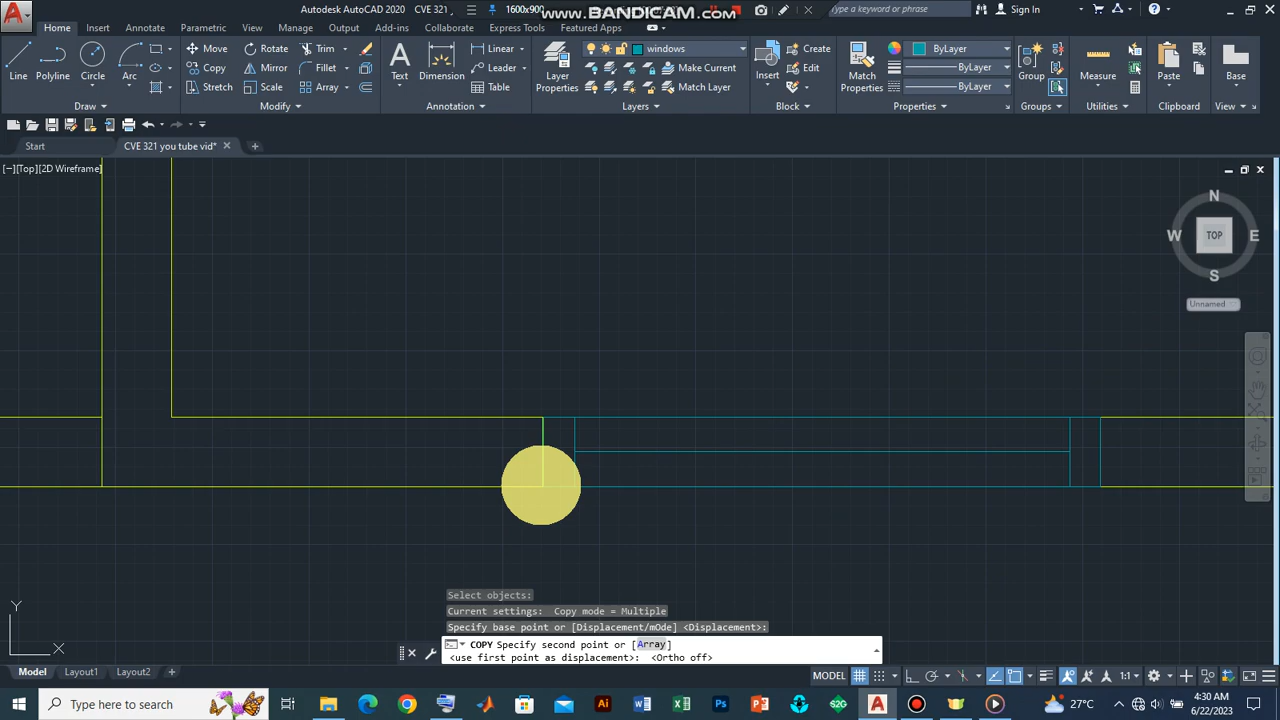 Autodesk AutoCAD 2020 CVE 321
1600x900
www.BANDICAM.com
Type a keyword or phrase
Sign In
Home Insert Annotate Parametric View Manage Output Add-ins Collaborate Express Tools Featured Apps
Line Polyline Circle Arc
Move Rotate Trim
Copy Mirror Fillet
Stretch Scale Array
Text Dimension
Linear
Leader
Table
Layer Properties
windows
Make Current
Match Layer
Insert
Create
Edit
Match Properties
ByLayer
ByLayer
ByLayer
Group
Measure
Paste
Base
Draw Modify Annotation Layers Block Properties Groups Utilities Clipboard View
Start CVE 321 you tube vid*
[−][Top][2D Wireframe]
N
W TOP E
S
Unnamed
Y
X
Select objects:
Current settings: Copy mode = Multiple
Specify base point or [Displacement/mOde] <Displacement>:
COPY Specify second point or [Array]
<use first point as displacement>: <Ortho off>
Model Layout1 Layout2
MODEL
1:1
Type here to search
27°C
4:30 AM
6/22/2023